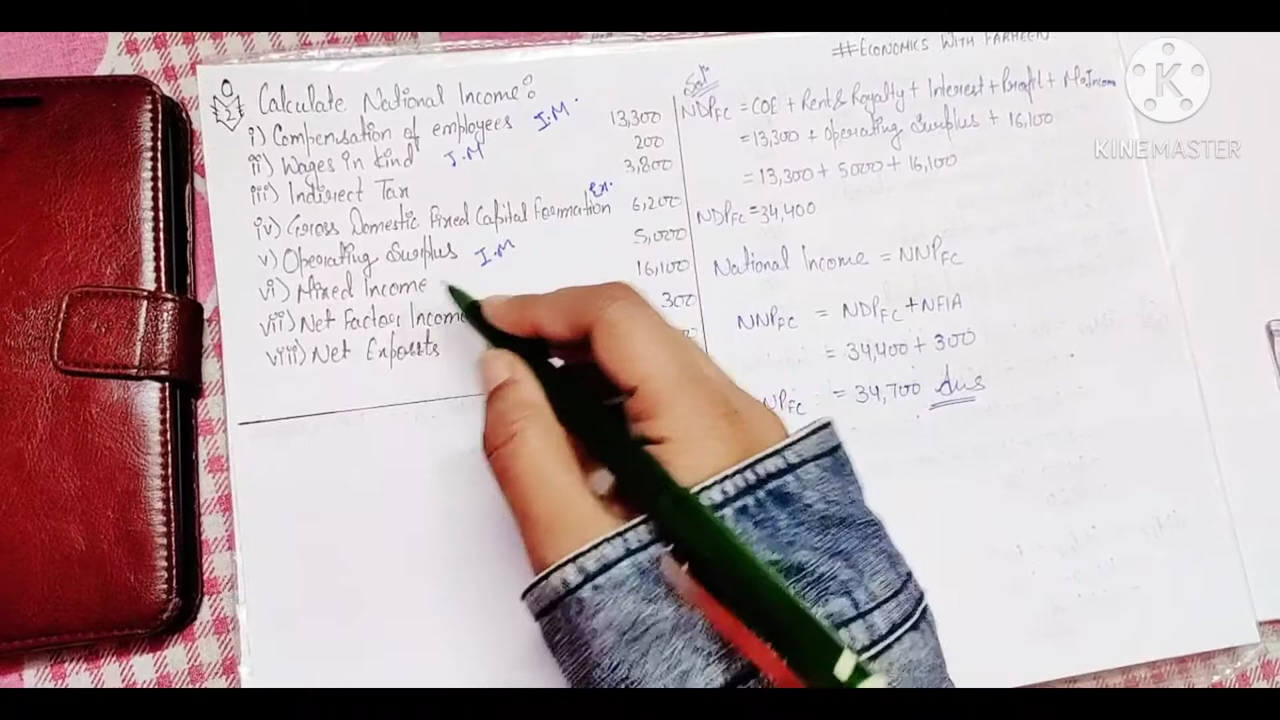 ##ECONOMICS WITH FARHEEN
K
KINEMASTER
Q2
Calculate National Income:
i) Compensation of employees I.M. 13,300
ii) Wages in kind I.M 200
iii) Indirect Tax 3,800
iv) Gross Domestic Fixed Capital Formation Ex. 6,200
v) Operating Surplus I.M 5,000
vi) Mixed Income 16,100
vii) Net Factor Income 300
viii) Net Exports
Sol:
NDPFC = COE + Rent & Royalty + Interest + Profit + M.Income
= 13,300 + Operating Surplus + 16,100
= 13,300 + 5000 + 16,100
NDPFC = 34,400
National Income = NNPFC
NNPFC = NDPFC + NFIA
= 34,400 + 300
NPFC = 34,700 Ans